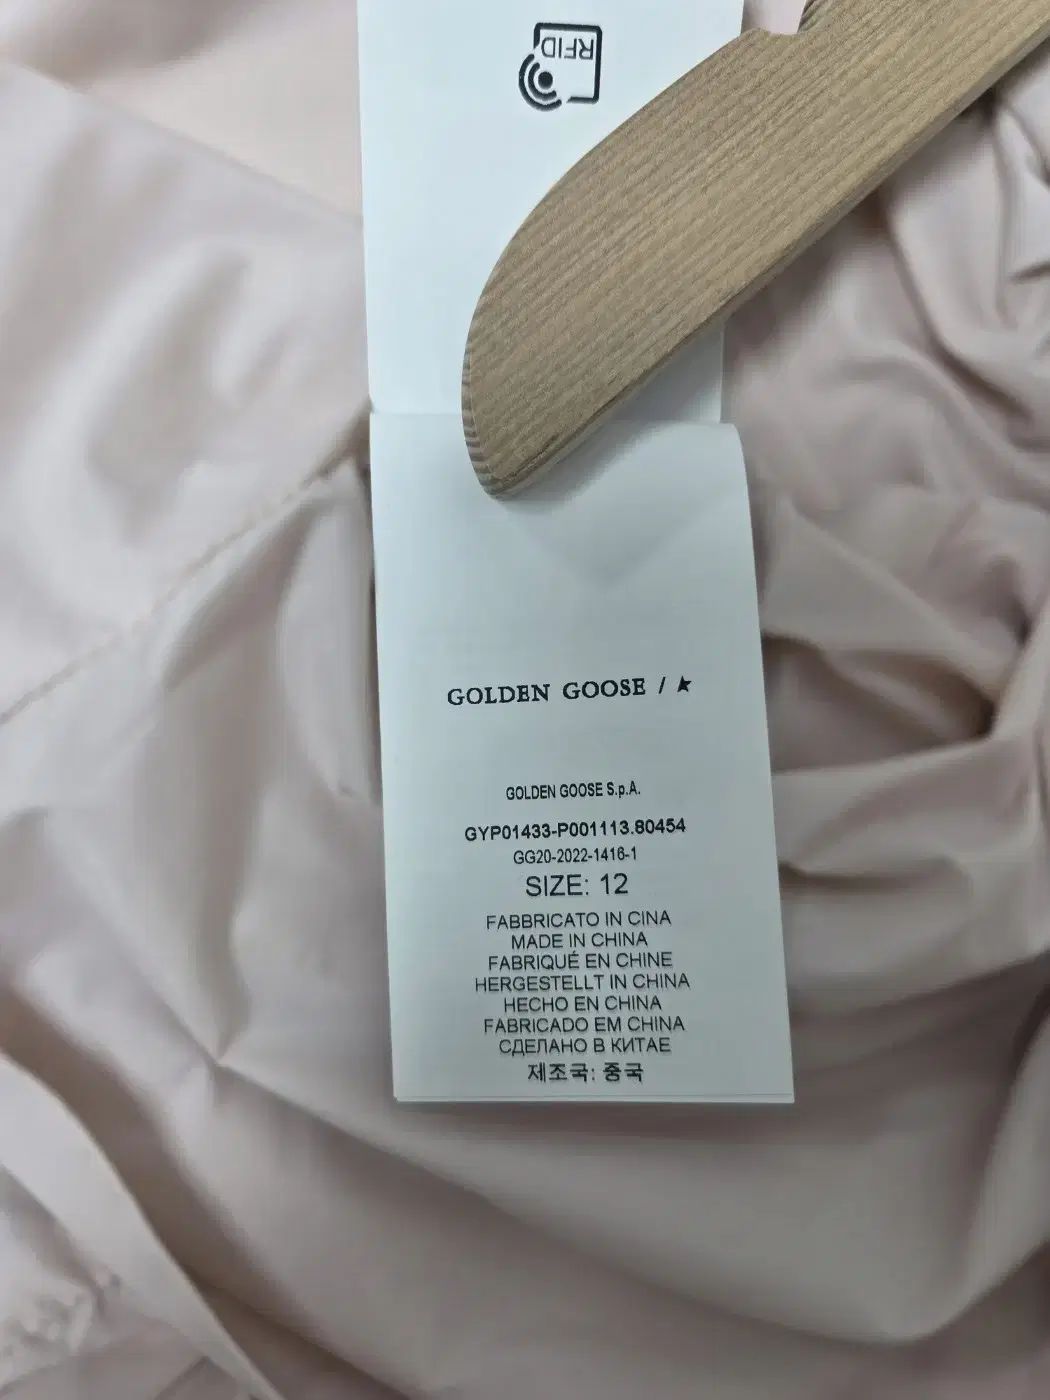 RFID
GOLDEN GOOSE / ★
GOLDEN GOOSE S.p.A.
GYP01433-P001113.80454
GG20-2022-1416-1
SIZE: 12
FABBRICATO IN CINA
MADE IN CHINA
FABRIQUÉ EN CHINE
HERGESTELLT IN CHINA
HECHO EN CHINA
FABRICADO EM CHINA
СДЕЛАНО В КИТАЕ
제조국: 중국